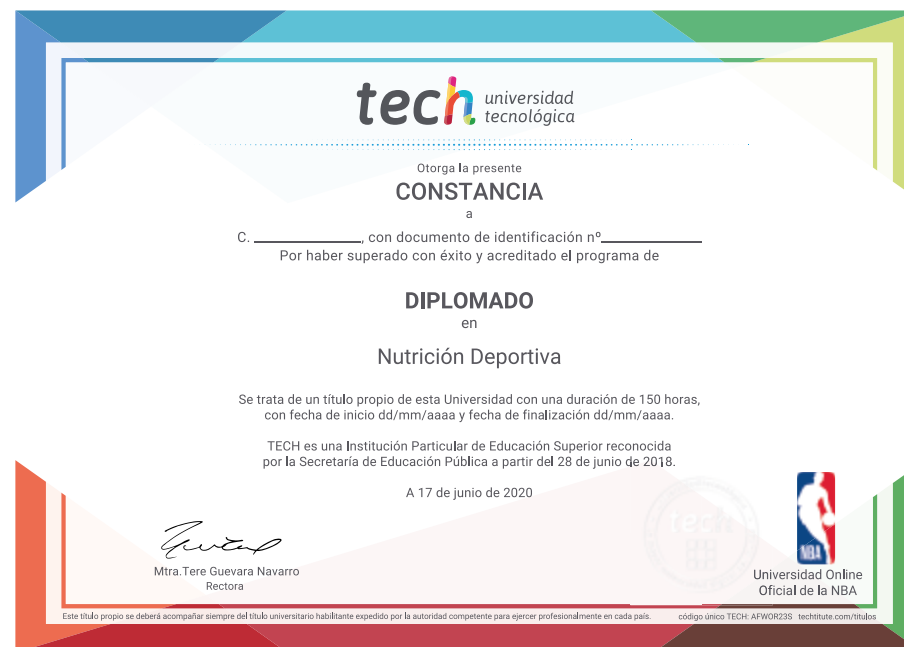 tech universidad
tecnológica
Otorga la presente
CONSTANCIA
a
C. ____________, con documento de identificación nº____________
Por haber superado con éxito y acreditado el programa de
DIPLOMADO
en
Nutrición Deportiva
Se trata de un título propio de esta Universidad con una duración de 150 horas,
con fecha de inicio dd/mm/aaaa y fecha de finalización dd/mm/aaaa.
TECH es una Institución Particular de Educación Superior reconocida
por la Secretaría de Educación Pública a partir del 28 de junio de 2018.
A 17 de junio de 2020
tech
NBA
Mtra.Tere Guevara Navarro
Rectora
Universidad Online
Oficial de la NBA
Este título propio se deberá acompañar siempre del título universitario habilitante expedido por la autoridad competente para ejercer profesionalmente en cada país.
código único TECH: AFWOR23S techtitute.com/titulos